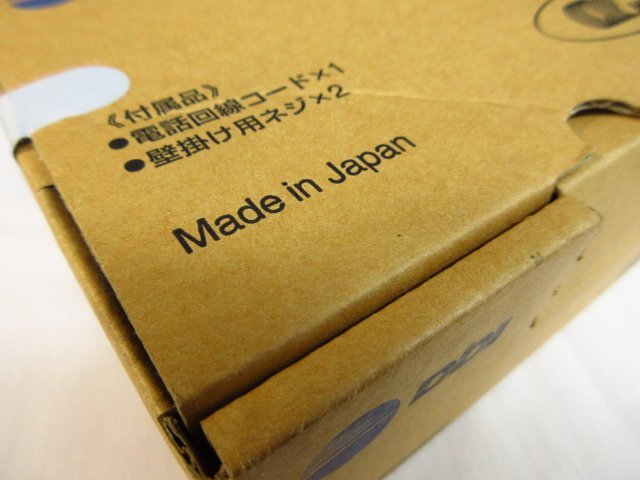 《付属品》
●電話回線コード×1
●壁掛け用ネジ×2
Made in Japan
DDI